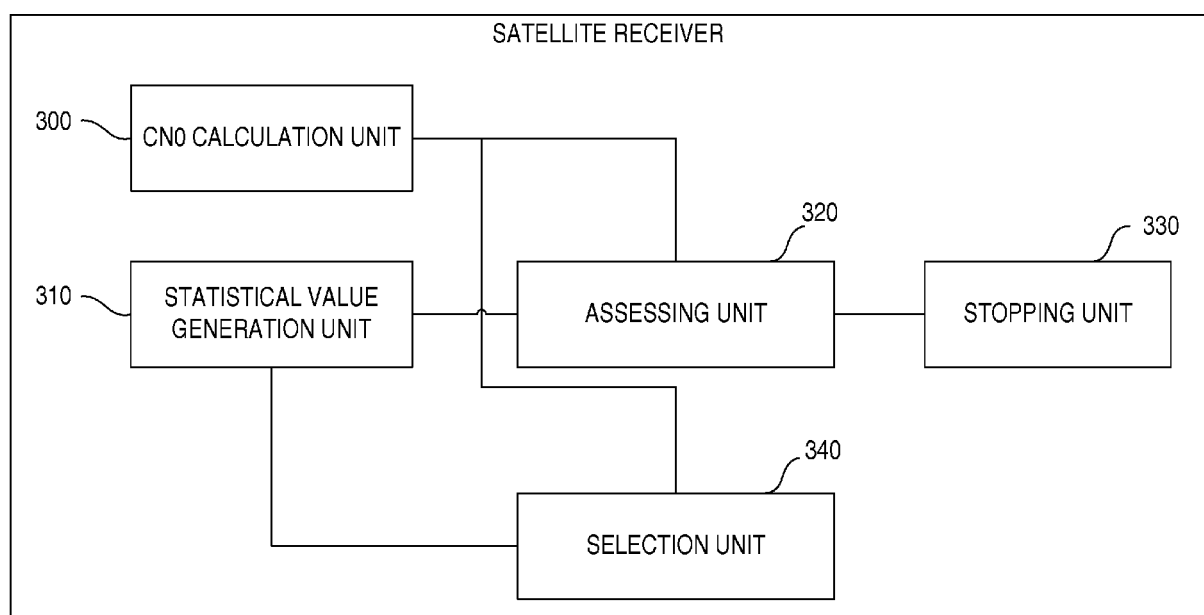 SATELLITE RECEIVER
300
CN0 CALCULATION UNIT
320
330
310
STATISTICAL VALUE
GENERATION UNIT
ASSESSING UNIT
STOPPING UNIT
340
SELECTION UNIT